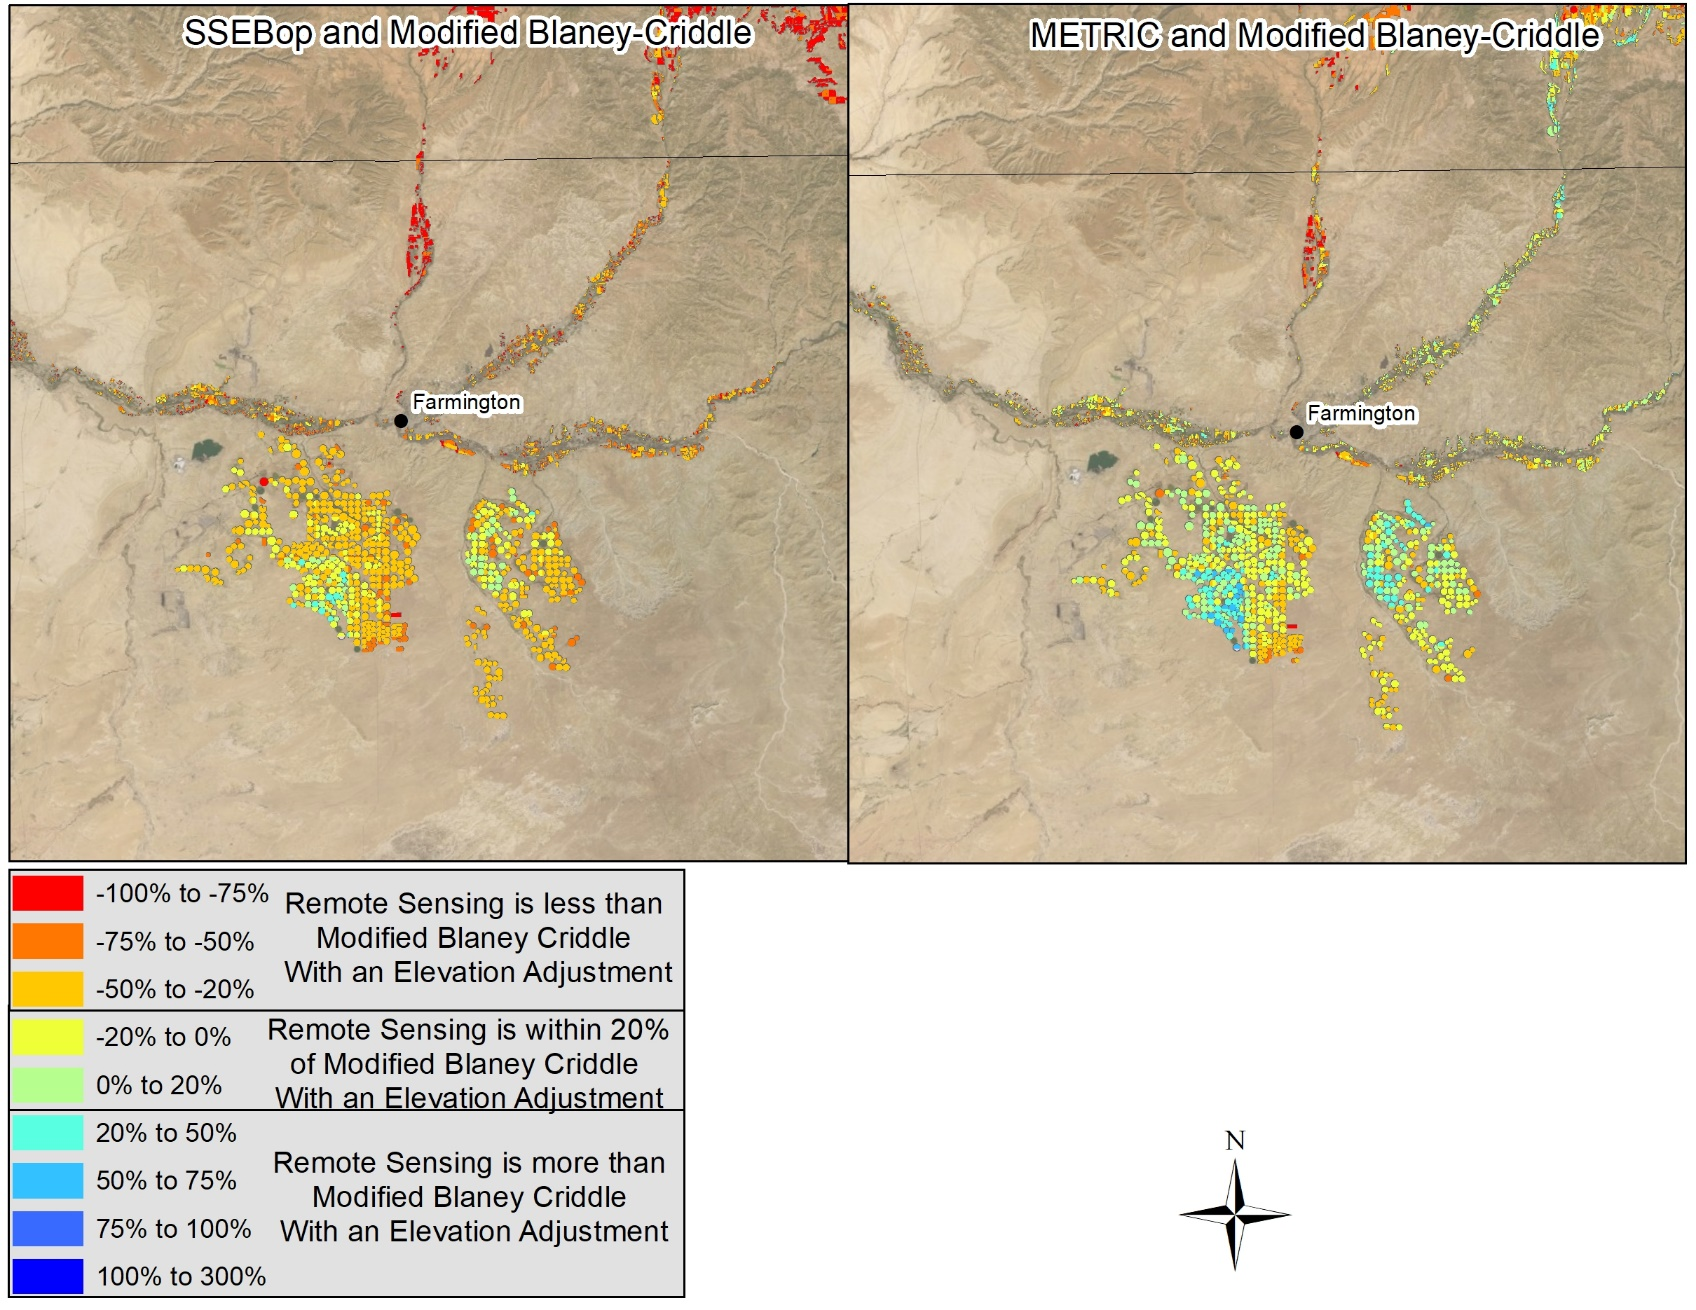 SSEBop and Modified Blaney-Criddle
METRIC and Modified Blaney-Criddle
Farmington
Farmington
-100% to -75%
-75% to -50%
-50% to -20%
Remote Sensing is less than
Modified Blaney Criddle
With an Elevation Adjustment
-20% to 0%
0% to 20%
Remote Sensing is within 20%
of Modified Blaney Criddle
With an Elevation Adjustment
20% to 50%
50% to 75%
75% to 100%
100% to 300%
Remote Sensing is more than
Modified Blaney Criddle
With an Elevation Adjustment
N